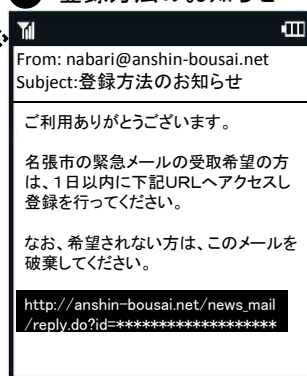 登録方法のお知らせ
※
From: nabari@anshin-bousai.net
Subject:登録方法のお知らせ
ご利用ありがとうございます。
名張市の緊急メールの受取希望の方
は、1日以内に下記URLへアクセスし
登録を行ってください。
なお、希望されない方は、このメールを
破棄してください。
http://anshin-bousai.net/news_mail
/reply.do?id=*******************